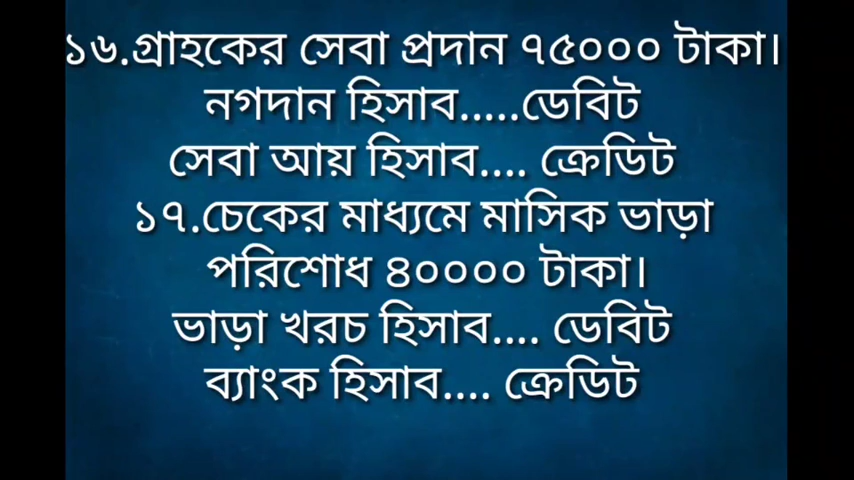 ১৬.গ্রাহকের সেবা প্রদান ৭৫০০০ টাকা।
নগদান হিসাব.....ডেবিট
সেবা আয় হিসাব.... ক্রেডিট
১৭.চেকের মাধ্যমে মাসিক ভাড়া
পরিশোধ ৪০০০০ টাকা।
ভাড়া খরচ হিসাব.... ডেবিট
ব্যাংক হিসাব.... ক্রেডিট